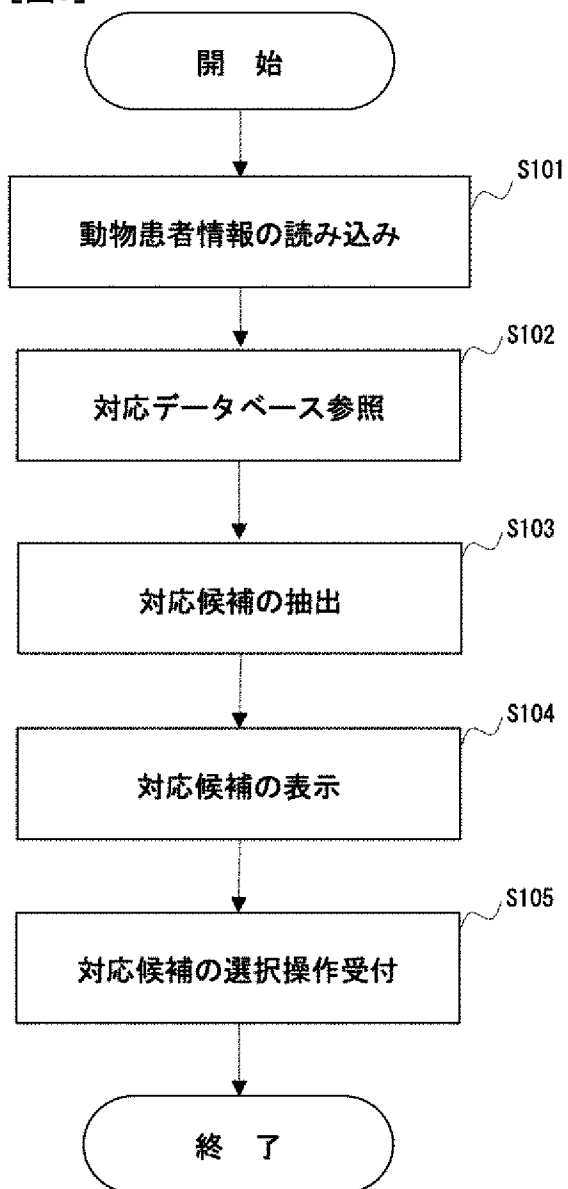 開 始
S101
動物患者情報の読み込み
S102
対応データベース参照
S103
対応候補の抽出
S104
対応候補の表示
S105
対応候補の選択操作受付
終 了